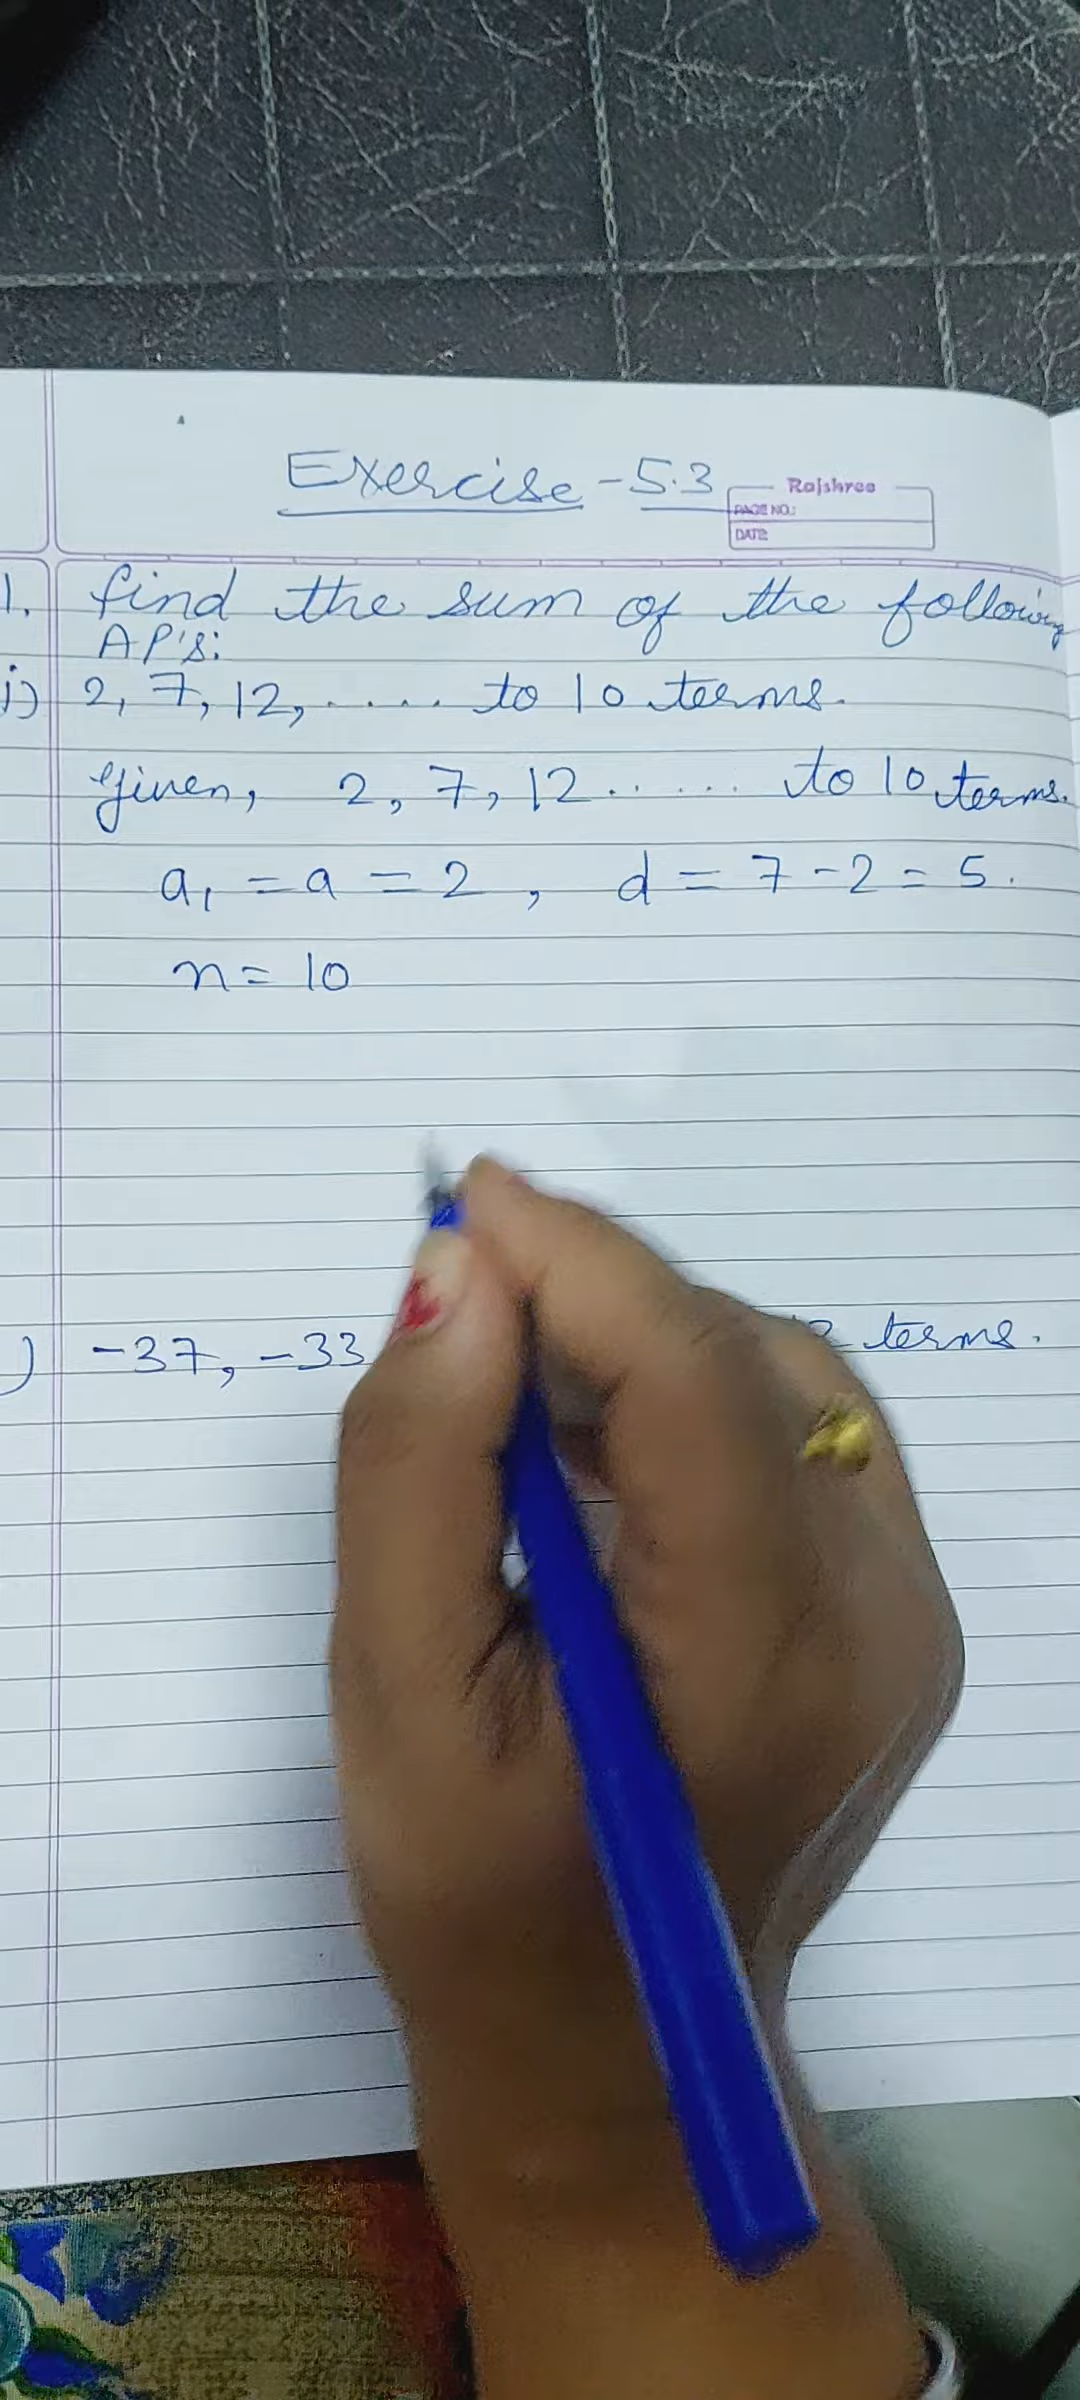 Exercise - 5.3
Rajshree
PAGE NO.:
DATE:
1. find the sum of the following
AP's:
i) 2, 7, 12, ..... to 10 terms.
Given, 2, 7, 12...... to 10 terms.
a₁ = a = 2, d = 7 - 2 = 5.
n = 10
) -37, -33 terms.